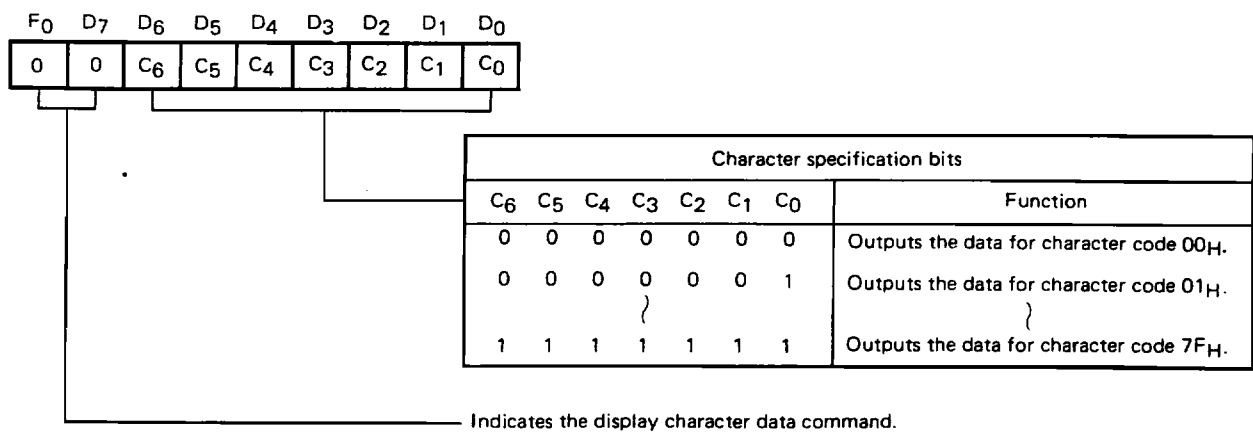 F₀ D₇ D₆ D₅ D₄ D₃ D₂ D₁ D₀
0 0 C₆ C₅ C₄ C₃ C₂ C₁ C₀
Character specification bits
C₆ C₅ C₄ C₃ C₂ C₁ C₀ Function
0 0 0 0 0 0 0 Outputs the data for character code 00H.
0 0 0 0 0 0 1 Outputs the data for character code 01H.
1 1 1 1 1 1 1 Outputs the data for character code 7FH.
Indicates the display character data command.